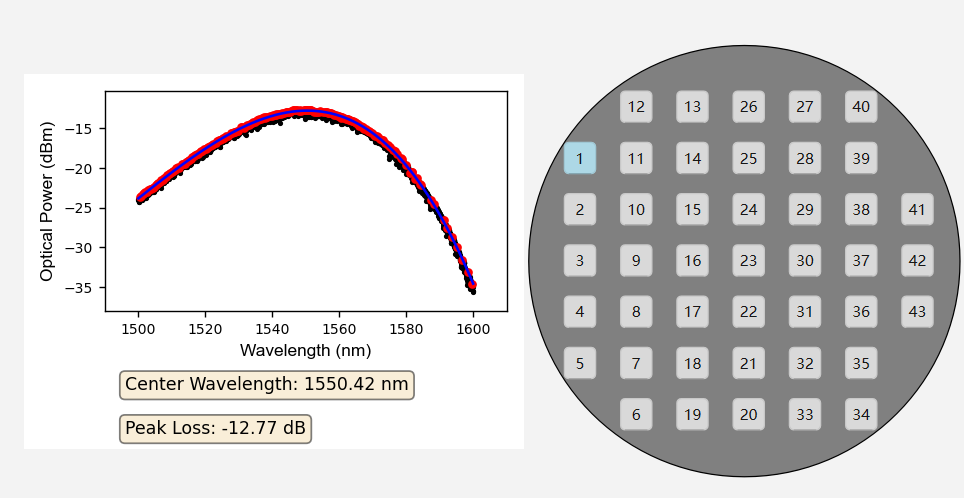 Optical Power (dBm)
−15
−20
−25
−30
−35
1500 1520 1540 1560 1580 1600
Wavelength (nm)
Center Wavelength: 1550.42 nm
Peak Loss: -12.77 dB
12 13 26 27 40
1 11 14 25 28 39
2 10 15 24 29 38 41
3 9 16 23 30 37 42
4 8 17 22 31 36 43
5 7 18 21 32 35
6 19 20 33 34